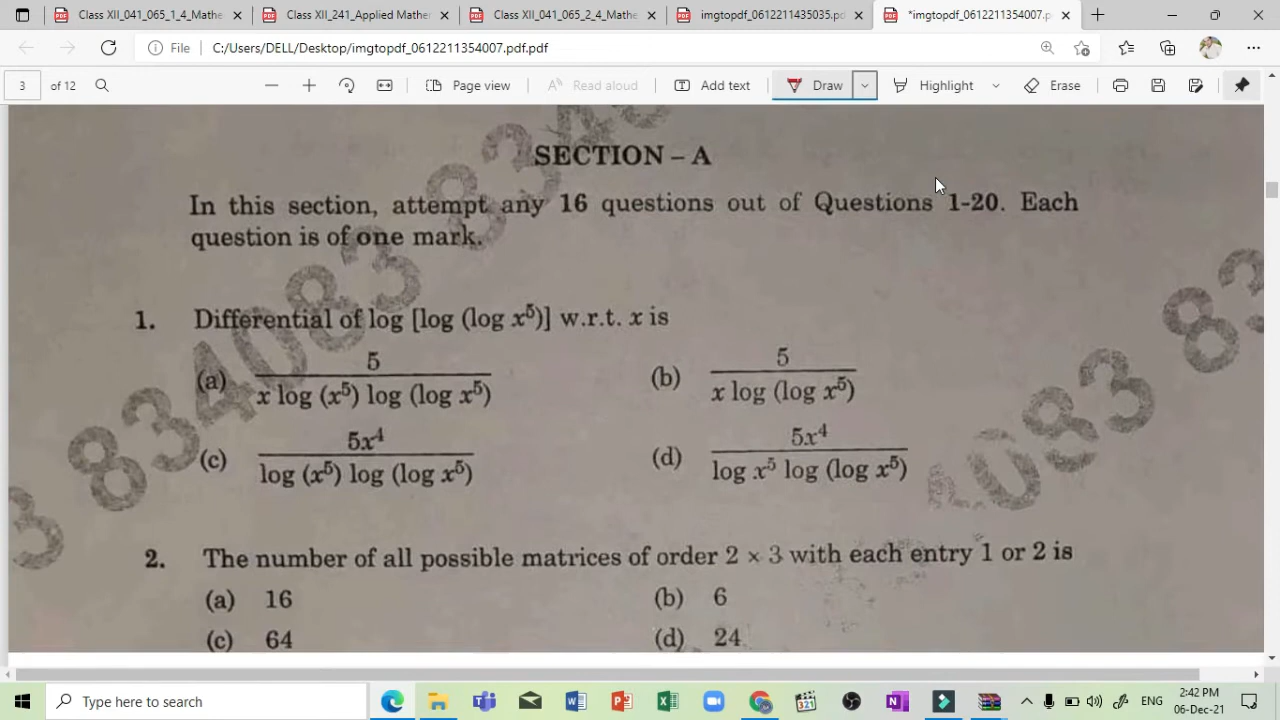 Class XII_041_065_1_4_Mathe
Class XII_241_Applied Mather
Class XII_041_065_2_4_Mathe
imgtopdf_0612211435035.pd
*imgtopdf_0612211354007.p
File C:/Users/DELL/Desktop/imgtopdf_0612211354007.pdf.pdf
3 of 12 Page view Read aloud Add text Draw Highlight Erase
SECTION – A
In this section, attempt any 16 questions out of Questions 1-20. Each
question is of one mark.
1. Differential of log [log (log x⁵)] w.r.t. x is
(a) 5 / x log (x⁵) log (log x⁵) (b) 5 / x log (log x⁵)
(c) 5x⁴ / log (x⁵) log (log x⁵) (d) 5x⁴ / log x⁵ log (log x⁵)
2. The number of all possible matrices of order 2 × 3 with each entry 1 or 2 is
(a) 16 (b) 6
(c) 64 (d) 24
Type here to search
321
ENG
2:42 PM
06-Dec-21